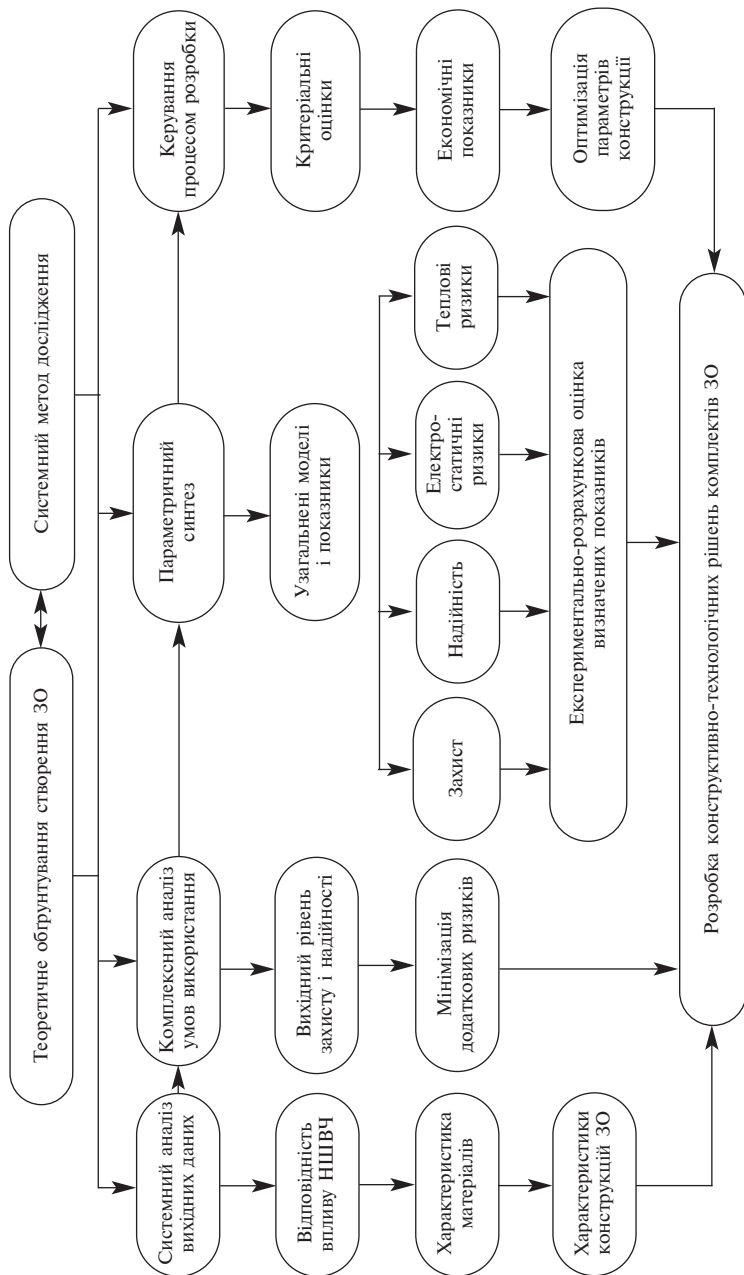 Теоретичне обґрунтування створення ЗО
Системний метод дослідження
Системний аналіз
вихідних даних
Комплексний аналіз
умов використання
Параметричний
синтез
Керування
процесом розробки
Відповідність
впливу НШВЧ
Вихідний рівень
захисту і надійності
Узагальнені моделі
і показники
Критеріальні
оцінки
Характеристика
матеріалів
Мінімізація
додаткових ризиків
Захист
Надійність
Електро-
статичні
ризики
Теплові
ризики
Економічні
показники
Характеристики
конструкцій ЗО
Експериментально-розрахункова оцінка
визначених показників
Оптимізація
параметрів
конструкції
Розробка конструктивно-технологічних рішень комплектів ЗО